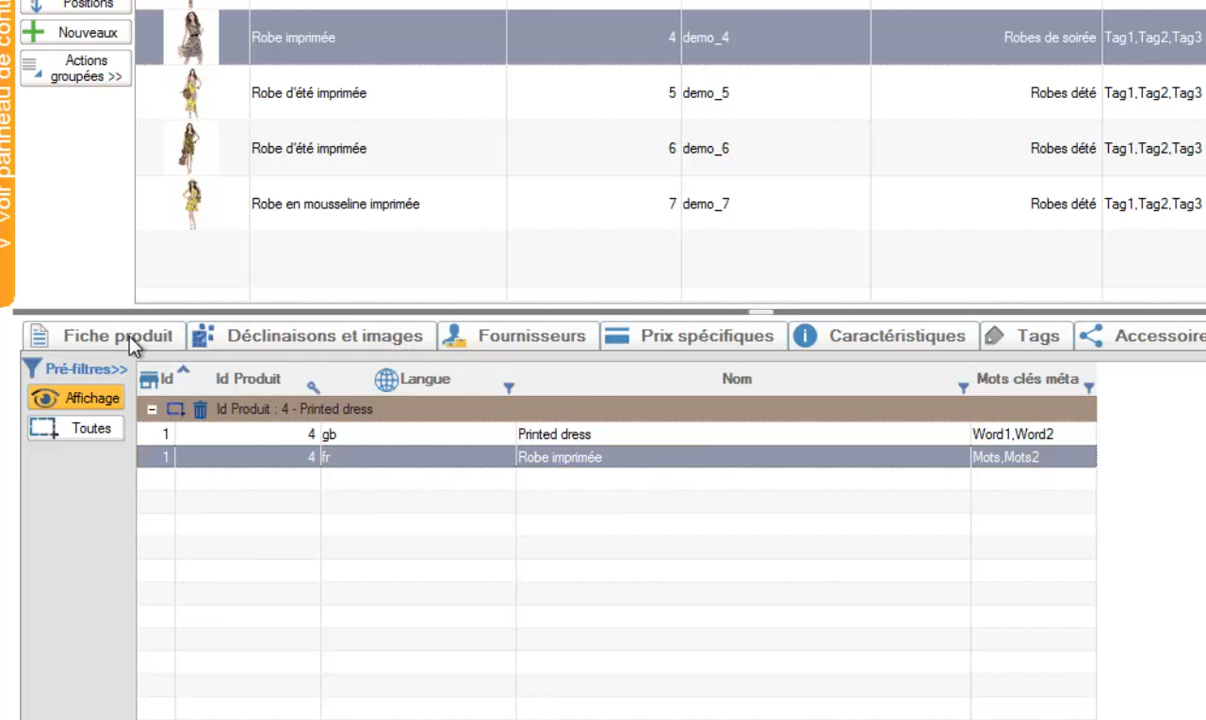 Positions
Nouveaux
Actions
groupées >>
v Voir panneau de contr
Robe imprimée 4 demo_4 Robes de soirée Tag1,Tag2,Tag3
Robe d'été imprimée 5 demo_5 Robes dété Tag1,Tag2,Tag3
Robe d'été imprimée 6 demo_6 Robes dété Tag1,Tag2,Tag3
Robe en mousseline imprimée 7 demo_7 Robes dété Tag1,Tag2,Tag3
Fiche produit Déclinaisons et images Fournisseurs Prix spécifiques Caractéristiques Tags Accessoire
Pré-filtres>>
Affichage
Toutes
Id Id Produit Langue Nom Mots clés méta
Id Produit : 4 - Printed dress
1 4 gb Printed dress Word1,Word2
1 4 fr Robe imprimée Mots,Mots2